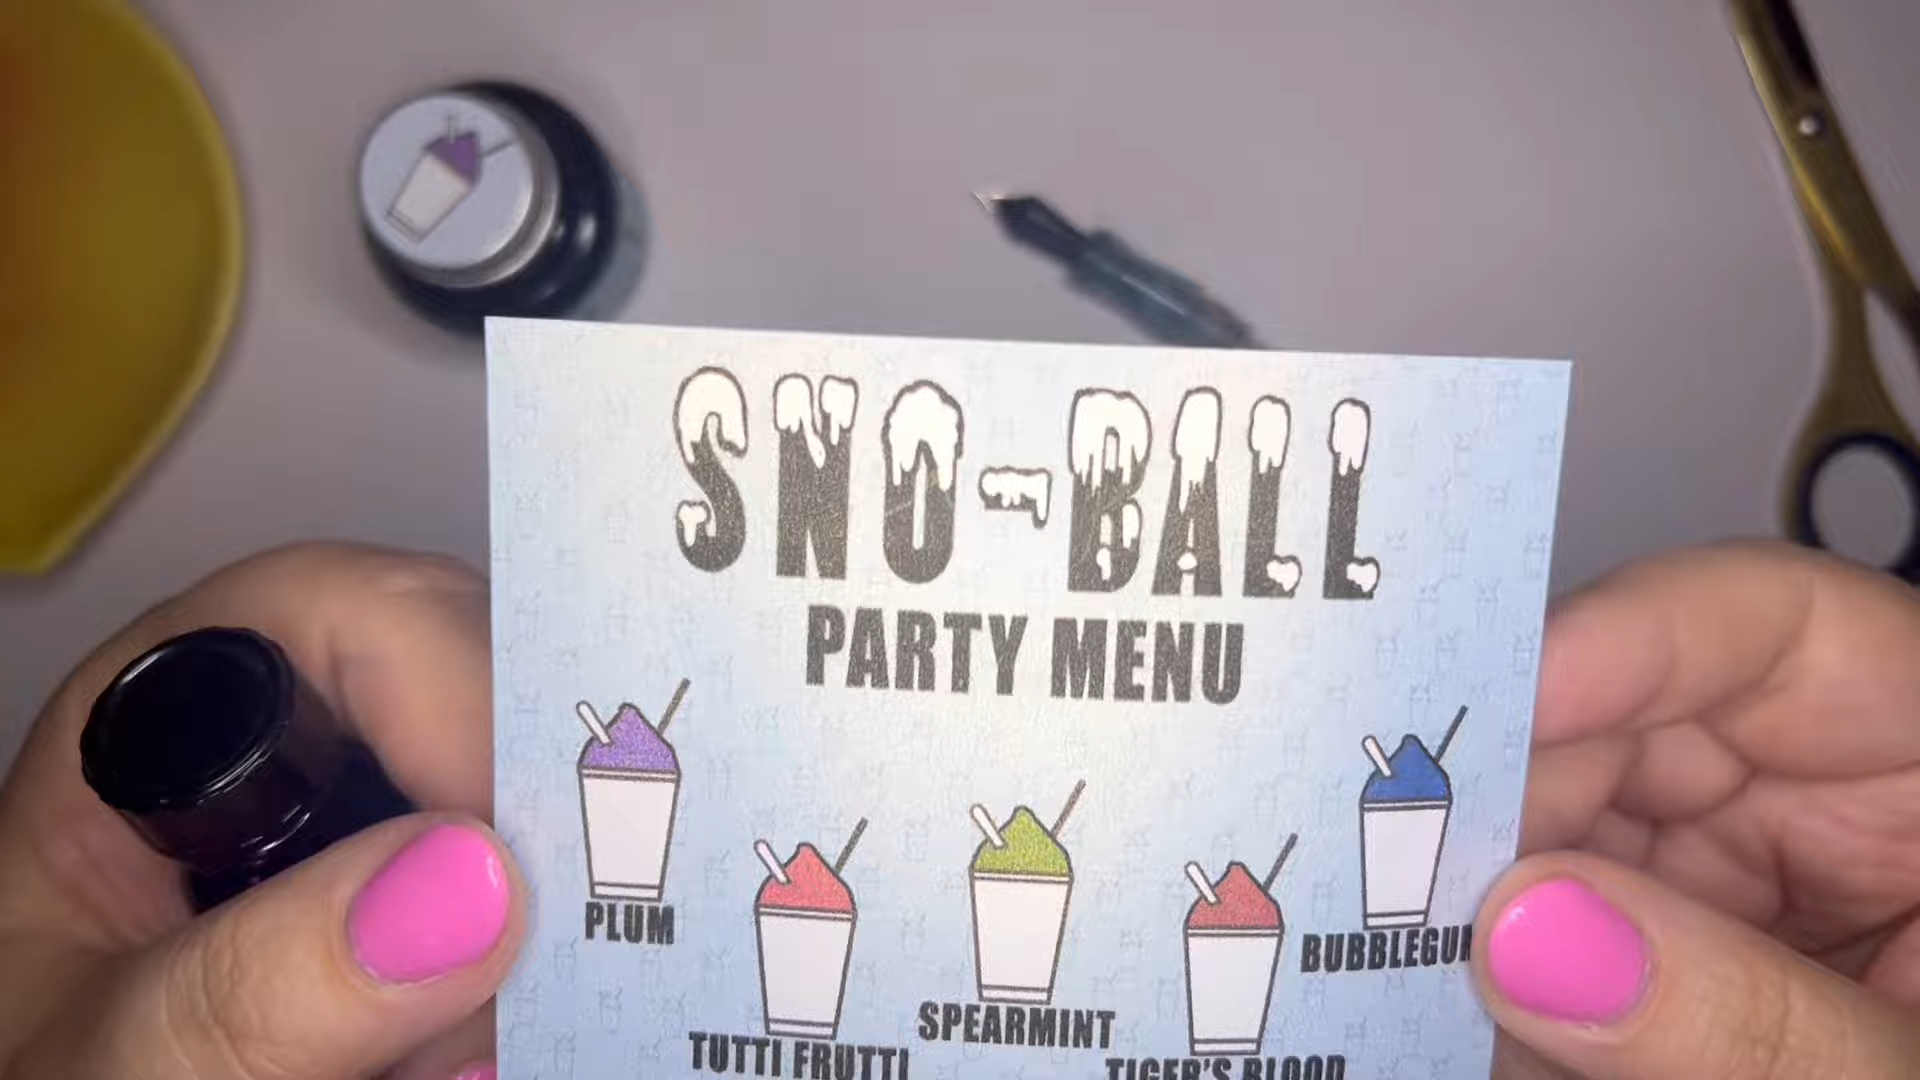 SNO-BALL
PARTY MENU
PLUM
TUTTI FRUTTI
SPEARMINT
TIGER'S BLOOD
BUBBLEGUM